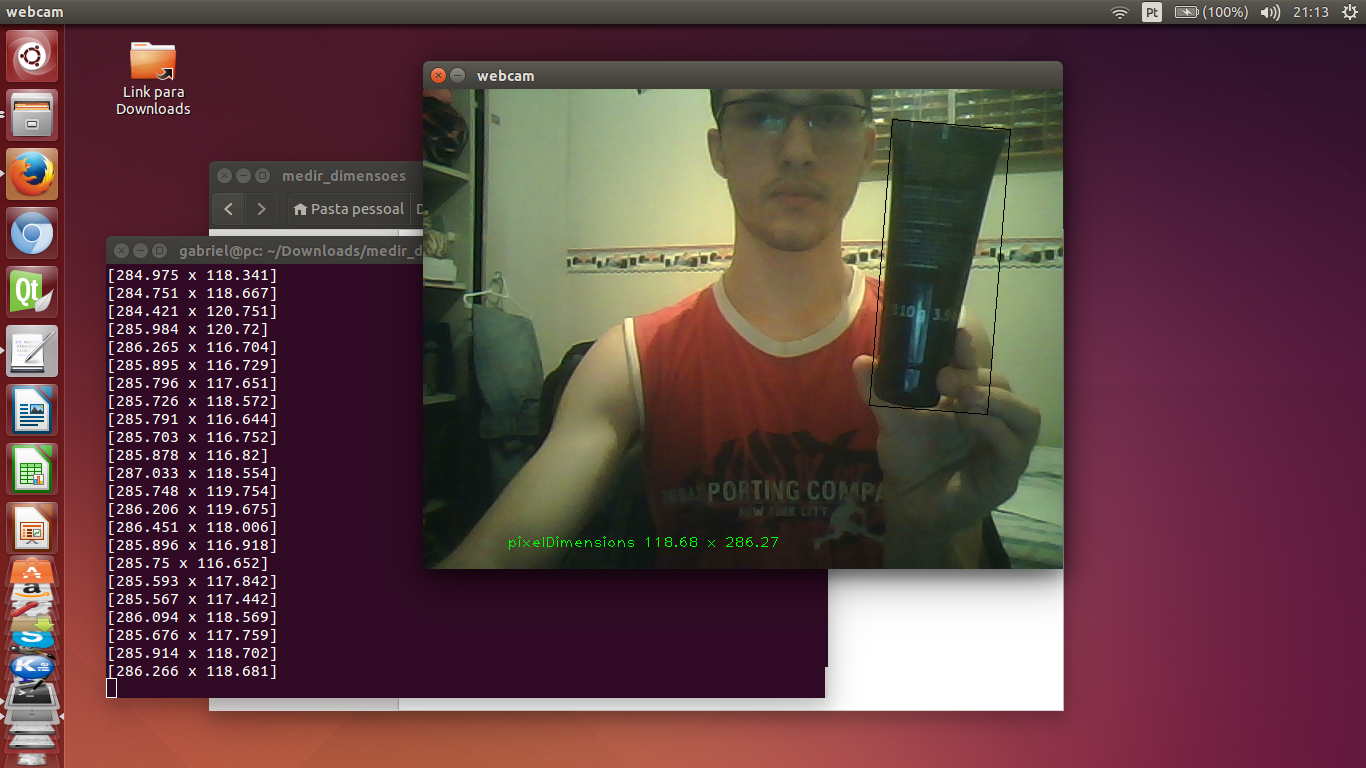 webcam
Pt
(100%)
21:13
Link para
Downloads
webcam
medir_dimensoes
Pasta pessoal
gabriel@pc: ~/Downloads/medir_d
[284.975 x 118.341]
[284.751 x 118.667]
[284.421 x 120.751]
[285.984 x 120.72]
[286.265 x 116.704]
[285.895 x 116.729]
[285.796 x 117.651]
[285.726 x 118.572]
[285.791 x 116.644]
[285.703 x 116.752]
[285.878 x 116.82]
[287.033 x 118.554]
[285.748 x 119.754]
[286.206 x 119.675]
[286.451 x 118.006]
[285.896 x 116.918]
[285.75 x 116.652]
[285.593 x 117.842]
[285.567 x 117.442]
[286.094 x 118.569]
[285.676 x 117.759]
[285.914 x 118.702]
[286.266 x 118.681]
110g 3.9
PORTING COMPA
NEW YORK CITY
pixelDimensions 118.68 x 286.27
Qt